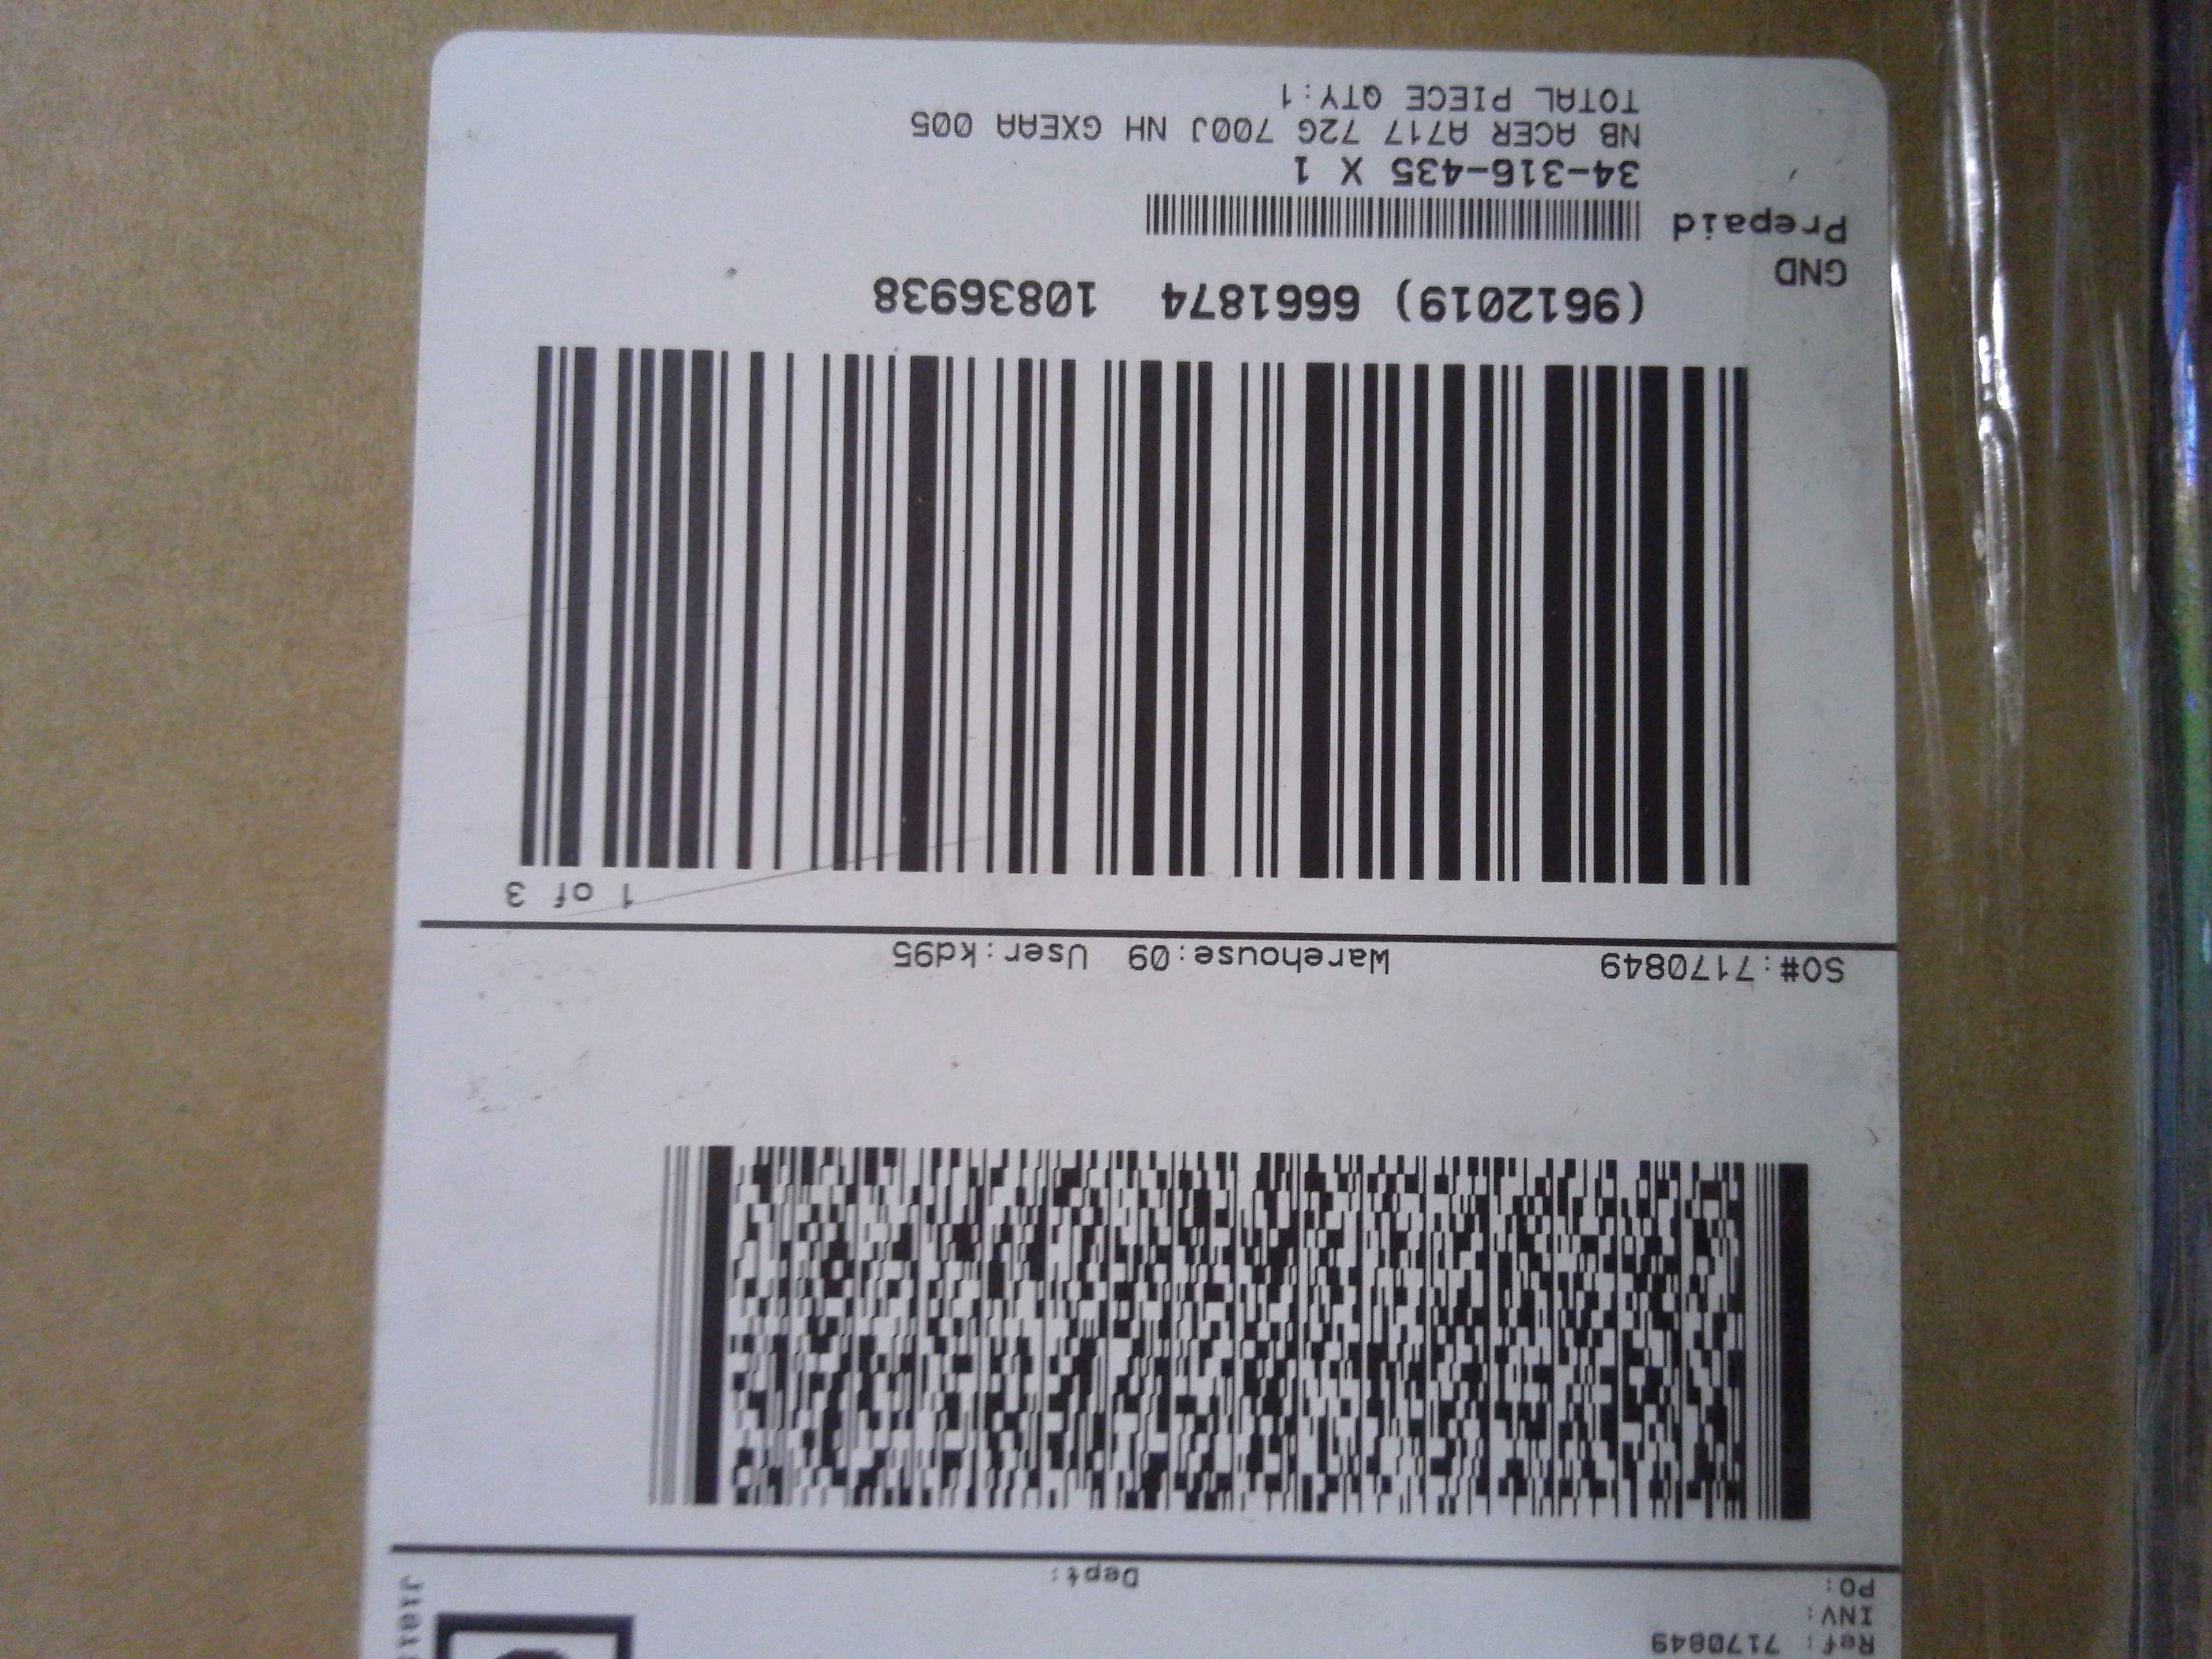 Ref: 7170849
INV:
PO:
Dept:
SO#:7170849 Warehouse:09 User:kd95
1 of 3
(9612019) 6661874 10836938
GND
Prepaid
34-316-435 X 1
NB ACER A717 72G 700J NH GXEAA 005
TOTAL PIECE QTY:1